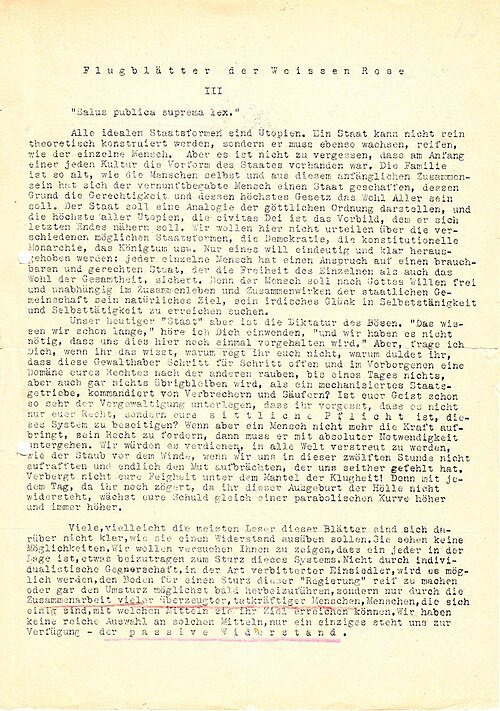 Flugblätter der Weissen Rose
III
"Salus publica suprema lex."
Alle idealen Staatsformen sind Utopien. Ein Staat kann nicht rein
theoretisch konstruiert werden, sondern er muss ebenso wachsen, reifen,
wie der einzelne Mensch. Aber es ist nicht zu vergessen, dass am Anfang
einer jeden Kultur die Vorform des Staates vorhanden war. Die Familie
ist so alt, wie die Menschen selbst und aus diesem anfänglichen Zusammen-
sein hat sich der vernunftbegabte Mensch einen Staat geschaffen, dessen
Grund die Gerechtigkeit und dessen höchstes Gesetz das Wohl Aller sein
soll. Der Staat soll eine Analogie der göttlichen Ordnung darstellen, und
die höchste aller Utopien, die civitas Dei ist das Vorbild, dem er sich
letzten Endes nähern soll. Wir wollen hier nicht urteilen über die ver-
schiedenen möglichen Staatsformen, die Demokratie, die konstitutionelle
Monarchie, das Königtum usw. Nur eines will eindeutig und klar heraus-
gehoben werden: jeder einzelne Mensch hat einen Anspruch auf einen brauch-
baren und gerechten Staat, der die Freiheit des Einzelnen als auch das
Wohl der Gesamtheit, sichert. Denn der Mensch soll nach Gottes Willen frei
und unabhängig im Zusammenleben und Zusammenwirken der staatlichen Ge-
meinschaft sein natürliches Ziel, sein irdisches Glück in Selbstständigkeit
und Selbsttätigkeit zu erreichen suchen.
Unser heutiger "Staat" aber ist die Diktatur des Bösen. "Das wis-
sen wir schon lange," höre ich Dich einwenden, "und wir haben es nicht
nötig, dass uns dies hier noch einmal vorgehalten wird." Aber, frage ich
Dich, wenn ihr das wisst, warum regt ihr euch nicht, warum duldet ihr,
dass diese Gewalthaber Schritt für Schritt offen und im Verborgenen eine
Domäne eures Rechtes nach der anderen rauben, bis eines Tages nichts,
aber auch gar nichts übrigbleiben wird, als ein mechanisiertes Staats-
getriebe, kommandiert von Verbrechern und Säufern? Ist euer Geist schon
so sehr der Vergewaltigung unterlegen, dass ihr vergesst, dass es nicht
nur euer Recht, sondern eure sittliche Pflicht ist, die-
ses System zu beseitigen? Wenn aber ein Mensch nicht mehr die Kraft auf-
bringt, sein Recht zu fordern, dann muss er mit absoluter Notwendigkeit
untergehen. Wir würden es verdienen, in alle Welt verstreut zu werden,
wie der Staub vor dem Winde, wenn wir uns in dieser zwölften Stunde nicht
aufrafften und endlich den Mut aufbrächten, der uns seither gefehlt hat.
Verbergt nicht eure Feigheit unter dem Mantel der Klugheit! Denn mit je-
dem Tag, da ihr noch zögert, da ihr dieser Ausgeburt der Hölle nicht
widersteht, wächst eure Schuld gleich einer parabolischen Kurve höher
und immer höher.
Viele, vielleicht die meisten Leser dieser Blätter sind sich da-
rüber nicht klar, wie sie einen Widerstand ausüben sollen. Sie sehen keine
Möglichkeiten. Wir wollen versuchen Ihnen zu zeigen, dass ein jeder in der
Lage ist, etwas beizutragen zum Sturz dieses Systems. Nicht durch indivi-
dualistische Gegnerschaft, in der Art verbitterter Einsiedler, wird es mög-
lich werden, den Boden für einen Sturz dieser "Regierung" reif zu machen
oder gar den Umsturz möglichst bald herbeizuführen, sondern nur durch die
Zusammenarbeit vieler überzeugter, tatkräftiger Menschen, Menschen, die sich
einig sind, mit welchen Mitteln sie ihr Ziel erreichen können. Wir haben
keine reiche Auswahl an solchen Mitteln, nur ein einziges steht uns zur
Verfügung - der passive Widerstand.